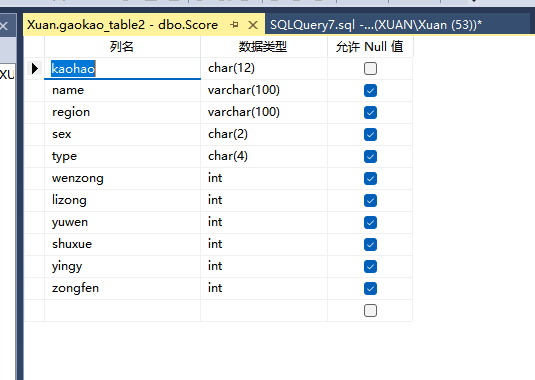 Xuan.gaokao_table2 - dbo.Score
SQLQuery7.sql -...(XUAN\Xuan (53))*
列名 数据类型 允许 Null 值
XU
kaohao char(12)
name varchar(100)
region varchar(100)
sex char(2)
type char(4)
wenzong int
lizong int
yuwen int
shuxue int
yingy int
zongfen int